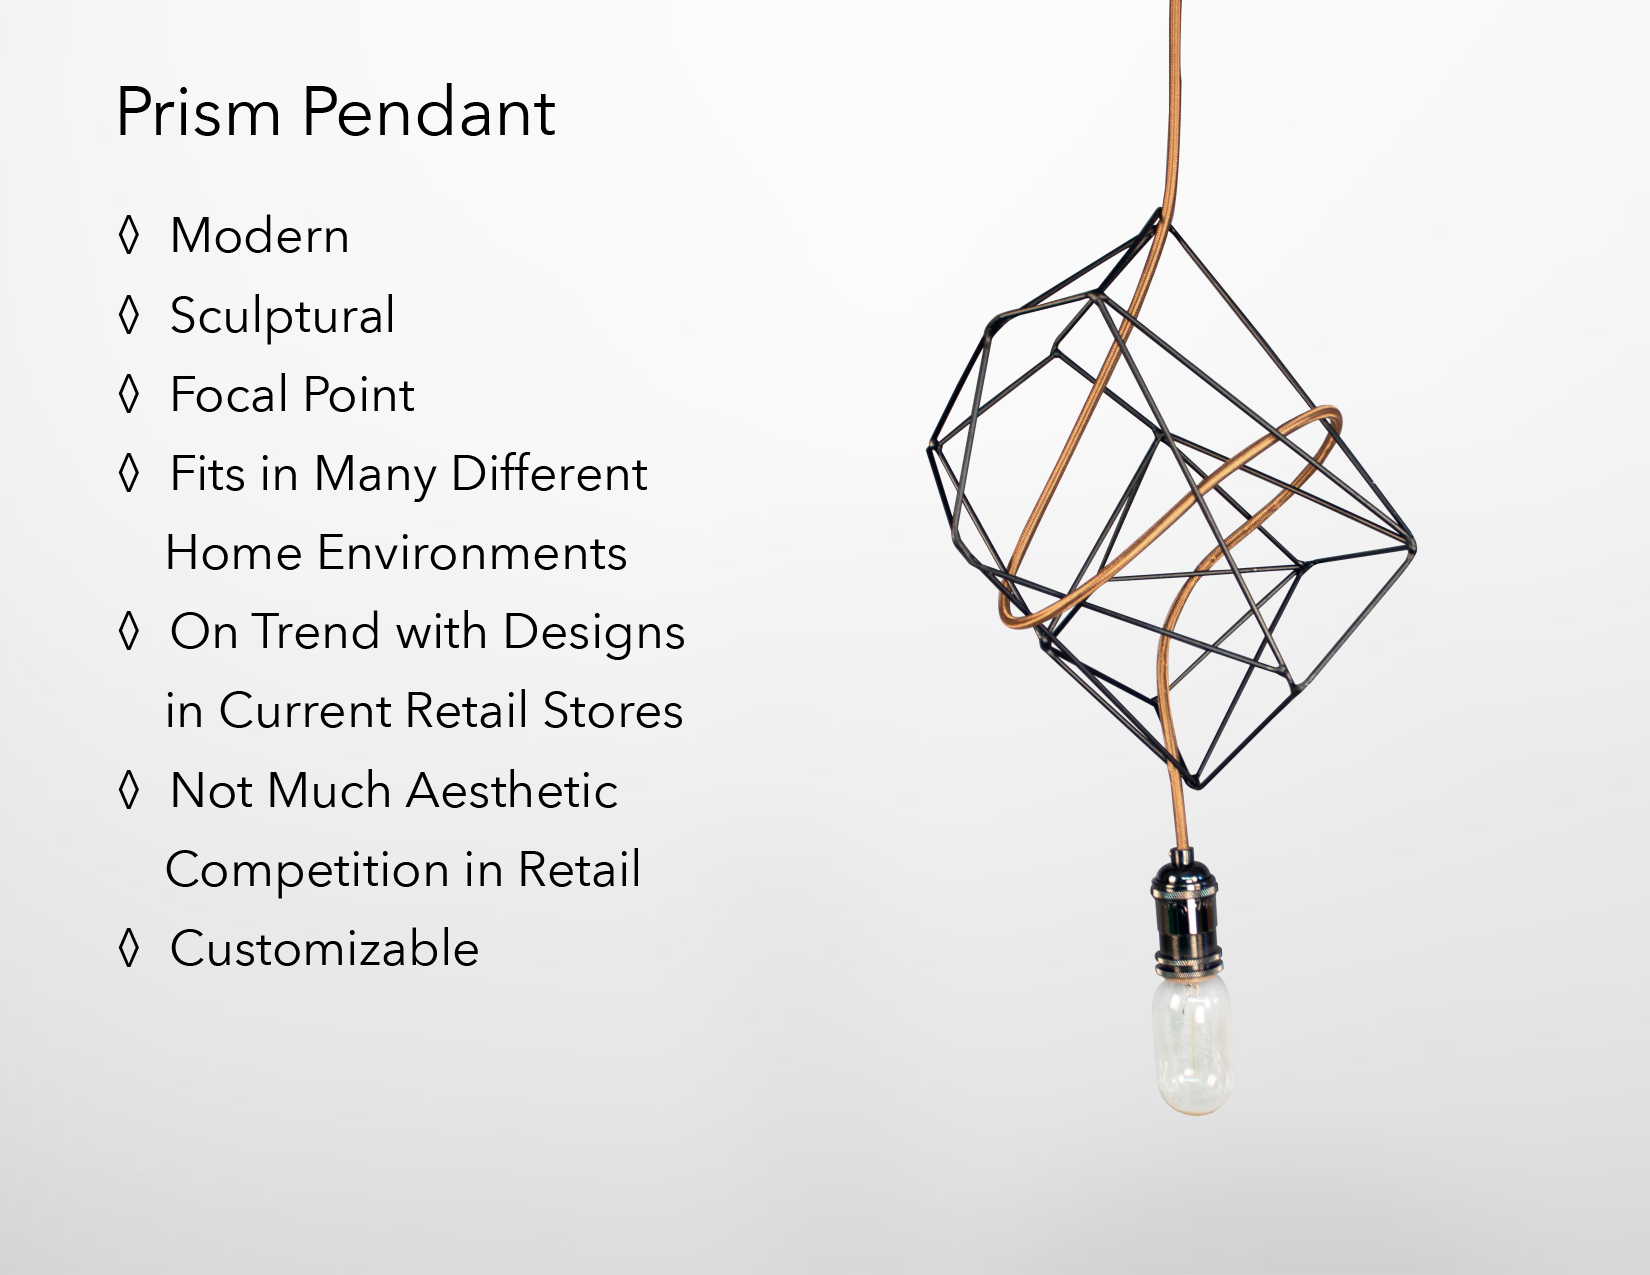 Prism Pendant
◊ Modern
◊ Sculptural
◊ Focal Point
◊ Fits in Many Different
Home Environments
◊ On Trend with Designs
in Current Retail Stores
◊ Not Much Aesthetic
Competition in Retail
◊ Customizable